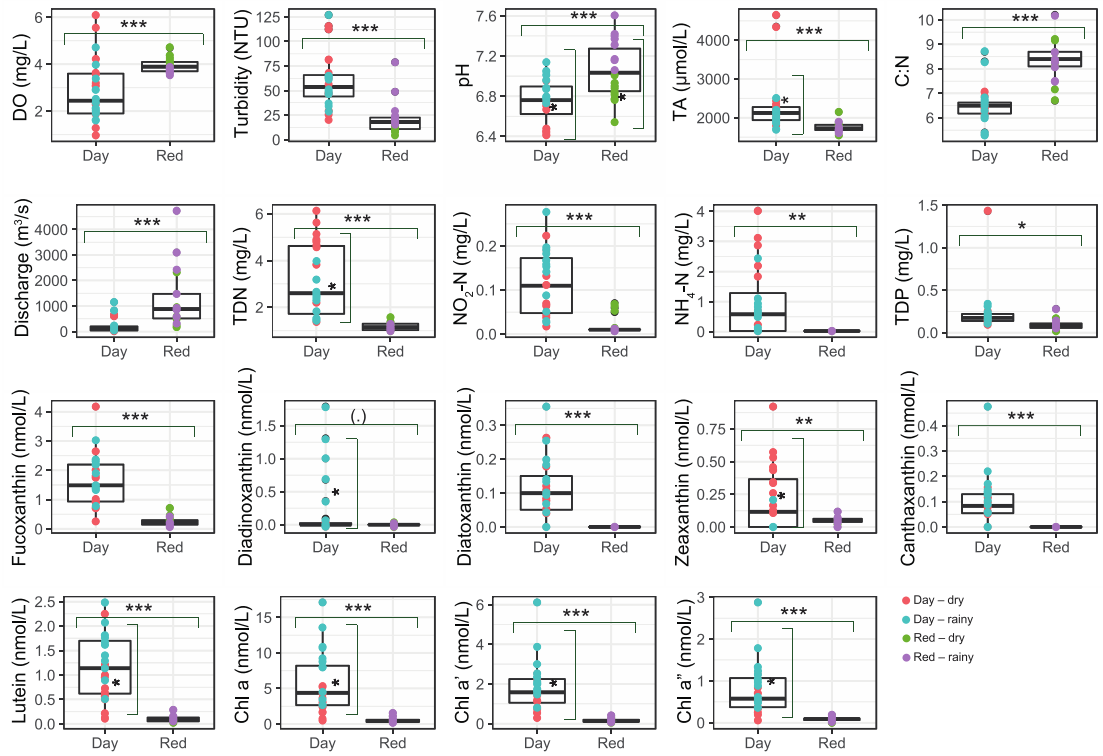 DO (mg/L)
6
4
2
***
Day Red
Turbidity (NTU)
125
100
75
50
25
0
***
Day Red
pH
7.6
7.2
6.8
6.4
***
*
*
Day Red
TA (µmol/L)
4000
3000
2000
***
*
Day Red
C:N
10
9
8
7
6
***
Day Red
Discharge (m³/s)
4000
3000
2000
1000
0
***
Day Red
TDN (mg/L)
6
4
2
***
*
Day Red
NO₂-N (mg/L)
0.2
0.1
0.0
***
Day Red
NH₄-N (mg/L)
4
3
2
1
0
**
Day Red
TDP (mg/L)
1.5
1.0
0.5
0.0
*
Day Red
Fucoxanthin (nmol/L)
4
3
2
1
0
***
Day Red
Diadinoxanthin (nmol/L)
1.5
1.0
0.5
0.0
(.)
*
Day Red
Diatoxanthin (nmol/L)
0.3
0.2
0.1
0.0
***
Day Red
Zeaxanthin (nmol/L)
0.75
0.50
0.25
0.00
**
*
Day Red
Canthaxanthin (nmol/L)
0.4
0.3
0.2
0.1
0.0
***
Day Red
Lutein (nmol/L)
2.5
2.0
1.5
1.0
0.5
0.0
***
*
Day Red
Chl a (nmol/L)
15
10
5
0
***
*
Day Red
Chl a’ (nmol/L)
6
4
2
0
***
*
Day Red
Chl a” (nmol/L)
3
2
1
0
***
*
Day Red
Day – dry
Day – rainy
Red – dry
Red – rainy